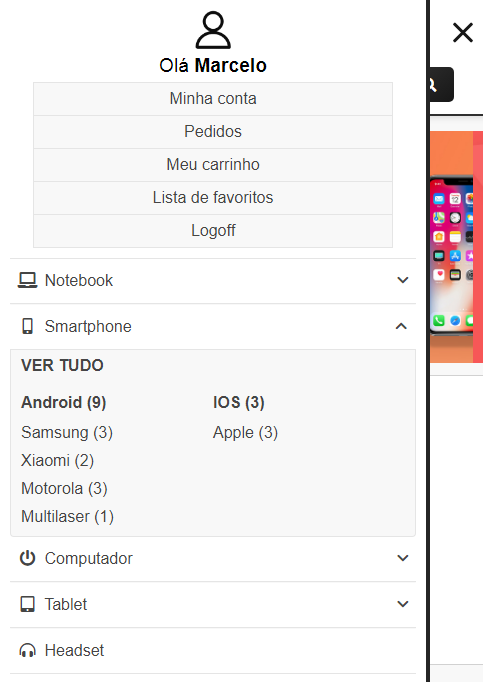 Olá Marcelo
Minha conta
Pedidos
Meu carrinho
Lista de favoritos
Logoff
Notebook
Smartphone
VER TUDO
Android (9)
IOS (3)
Samsung (3)
Apple (3)
Xiaomi (2)
Motorola (3)
Multilaser (1)
Computador
Tablet
Headset